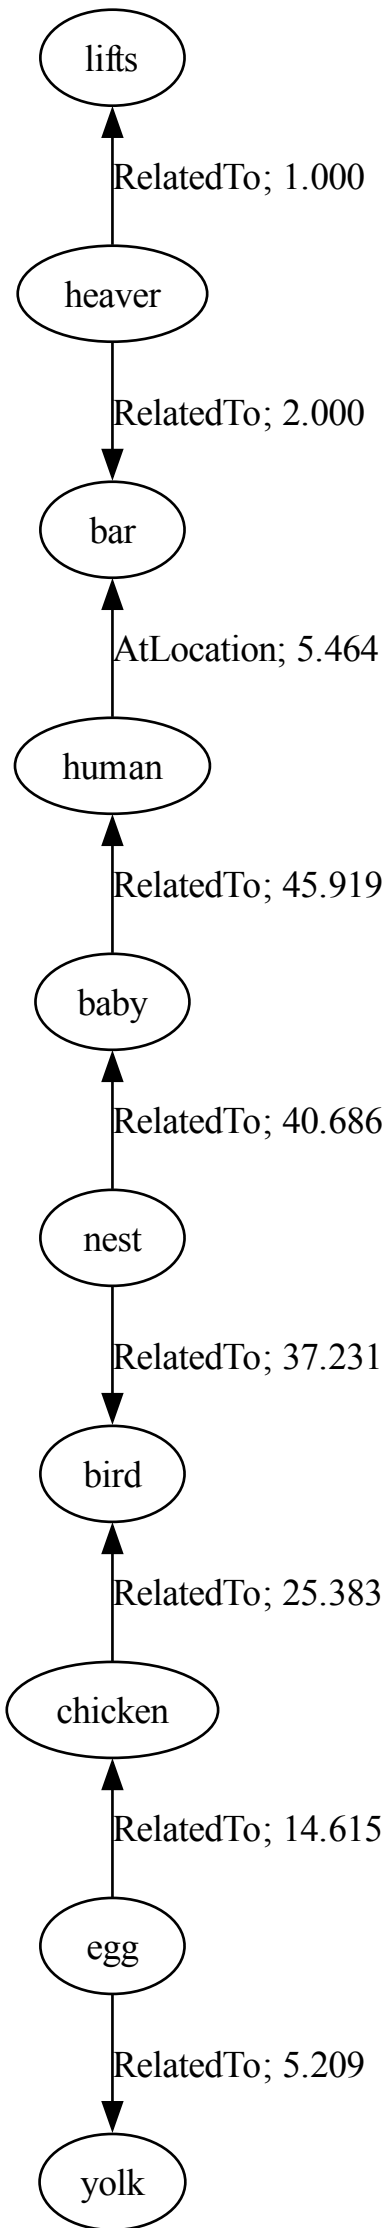 lifts
RelatedTo; 1.000
heaver
RelatedTo; 2.000
bar
AtLocation; 5.464
human
RelatedTo; 45.919
baby
RelatedTo; 40.686
nest
RelatedTo; 37.231
bird
RelatedTo; 25.383
chicken
RelatedTo; 14.615
egg
RelatedTo; 5.209
yolk